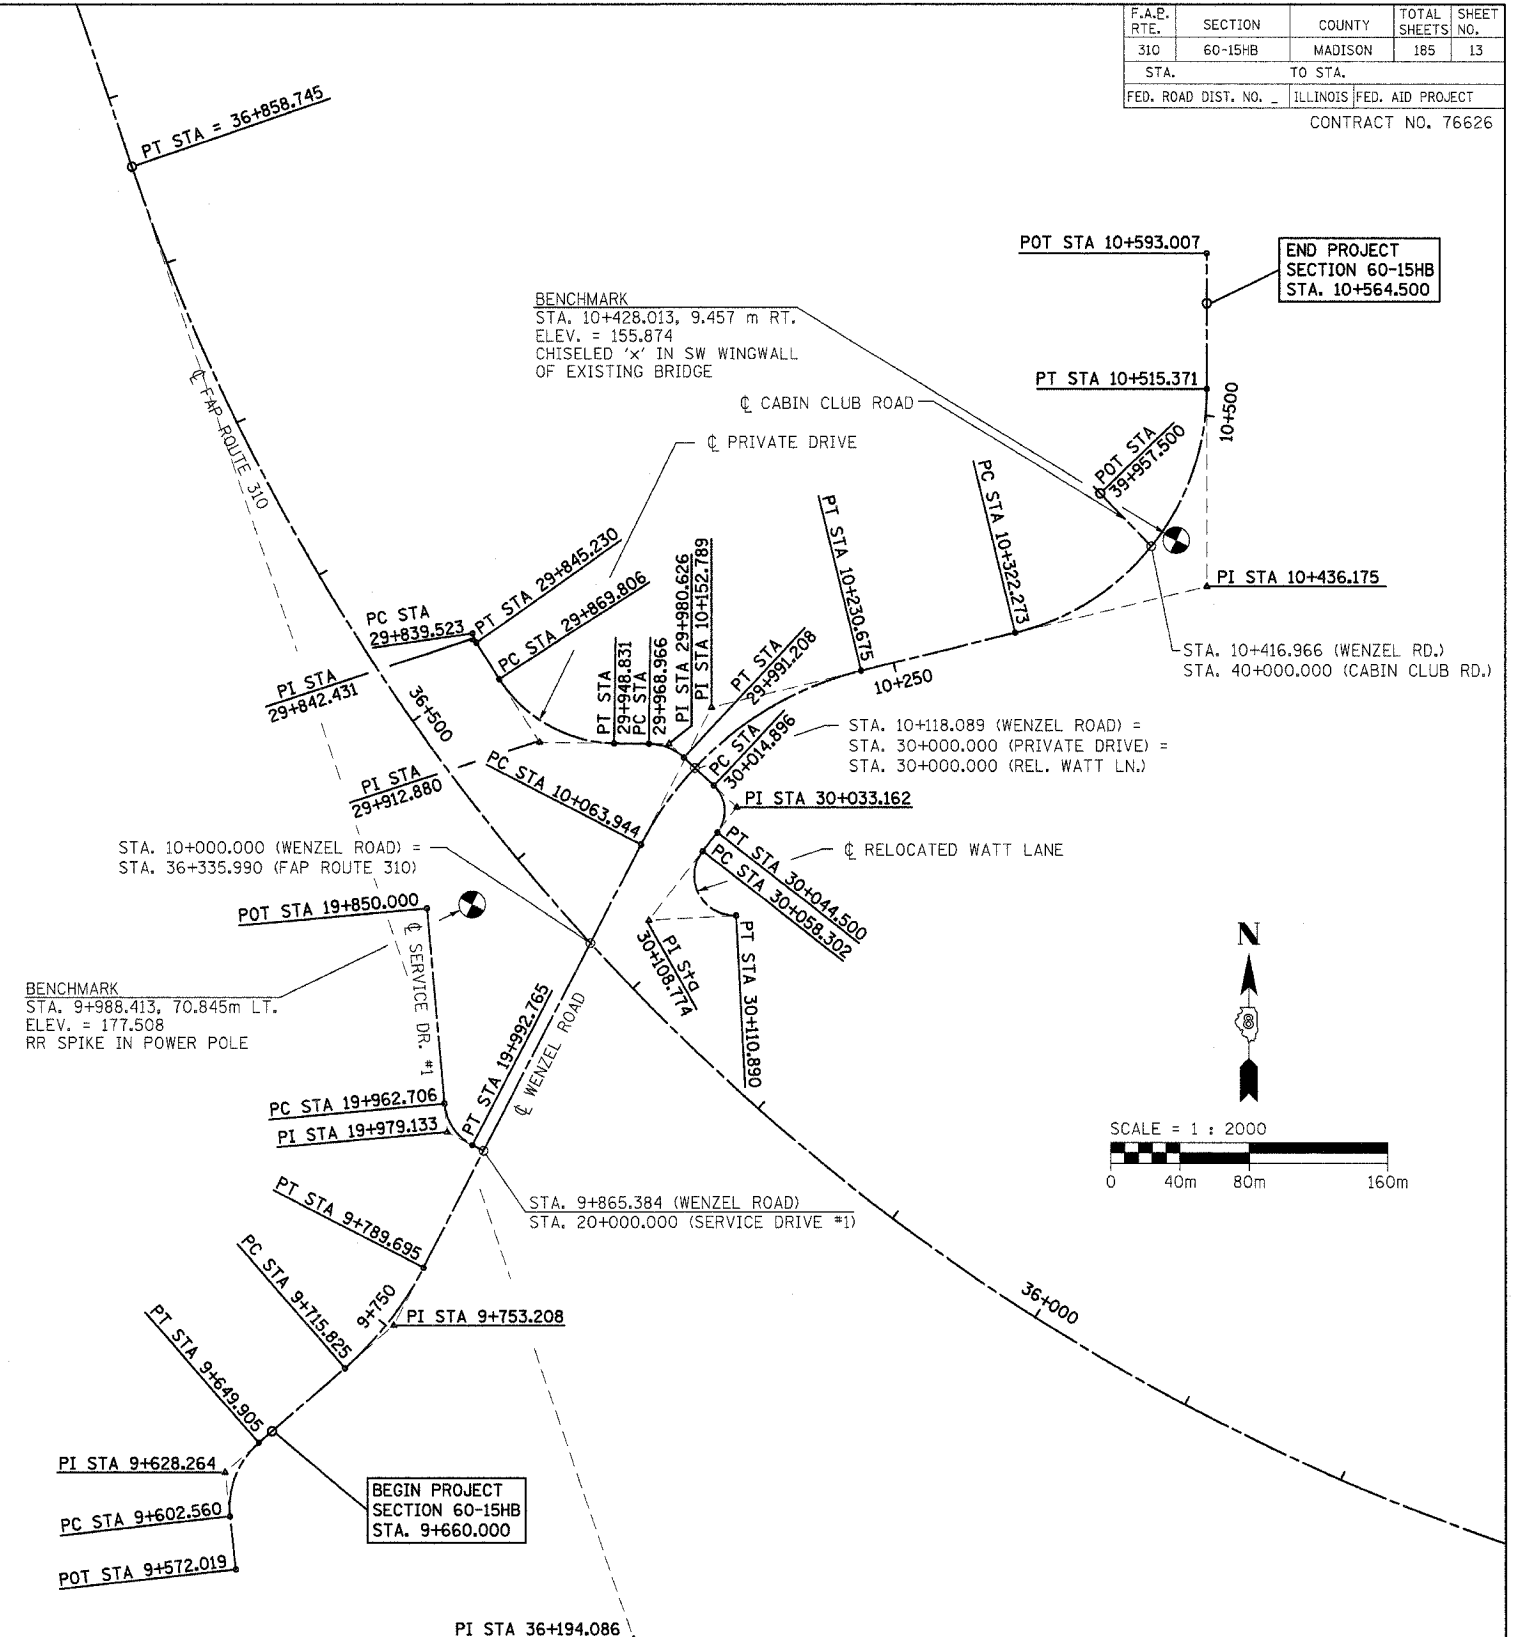 F.A.P. RTE. SECTION COUNTY TOTAL SHEETS SHEET NO.
310 60-15HB MADISON 185 13
STA. TO STA.
FED. ROAD DIST. NO. _ ILLINOIS FED. AID PROJECT
CONTRACT NO. 76626
PT STA = 36+858.745
POT STA 10+593.007
END PROJECT
SECTION 60-15HB
STA. 10+564.500
BENCHMARK
STA. 10+428.013, 9.457 m RT.
ELEV. = 155.874
CHISELED 'x' IN SW WINGWALL
OF EXISTING BRIDGE
PT STA 10+515.371
10+500
℄ CABIN CLUB ROAD
℄ PRIVATE DRIVE
℄ FAP ROUTE 310
POT STA
39+957.500
PC STA 10+322.273
PT STA 10+230.675
PI STA 10+436.175
PT STA 29+845.230
PC STA 29+869.806
PC STA
29+839.523
PI STA
29+842.431
36+500
PT STA
29+948.831
PC STA
29+968.966
PI STA 29+980.626
PI STA 10+152.789
PT STA
29+991.208
10+250
STA. 10+416.966 (WENZEL RD.)
STA. 40+000.000 (CABIN CLUB RD.)
PC STA
30+014.896
STA. 10+118.089 (WENZEL ROAD) =
STA. 30+000.000 (PRIVATE DRIVE) =
STA. 30+000.000 (REL. WATT LN.)
PI STA
29+912.880
PC STA 10+063.944
PI STA 30+033.162
STA. 10+000.000 (WENZEL ROAD) =
STA. 36+335.990 (FAP ROUTE 310)
℄ RELOCATED WATT LANE
PT STA 30+044.500
PC STA 30+058.302
POT STA 19+850.000
℄ SERVICE DR. #1
PI Sta
30+108.774
PT STA 30+110.890
N
BENCHMARK
STA. 9+988.413, 70.845m LT.
ELEV. = 177.508
RR SPIKE IN POWER POLE
PT STA 19+992.765
℄ WENZEL ROAD
PC STA 19+962.706
PI STA 19+979.133
SCALE = 1 : 2000
0 40m 80m 160m
PT STA 9+789.695
STA. 9+865.384 (WENZEL ROAD)
STA. 20+000.000 (SERVICE DRIVE #1)
PC STA 9+715.825
9+750
PI STA 9+753.208
36+000
PT STA 9+649.905
PI STA 9+628.264
BEGIN PROJECT
SECTION 60-15HB
STA. 9+660.000
PC STA 9+602.560
POT STA 9+572.019
PI STA 36+194.086